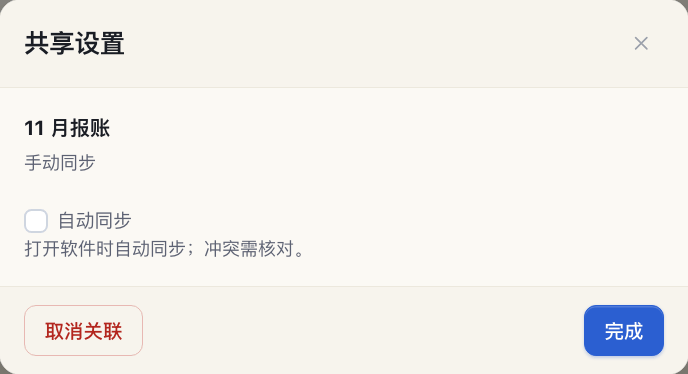 共享设置
11 月报账
手动同步
自动同步
打开软件时自动同步；冲突需核对。
取消关联
完成